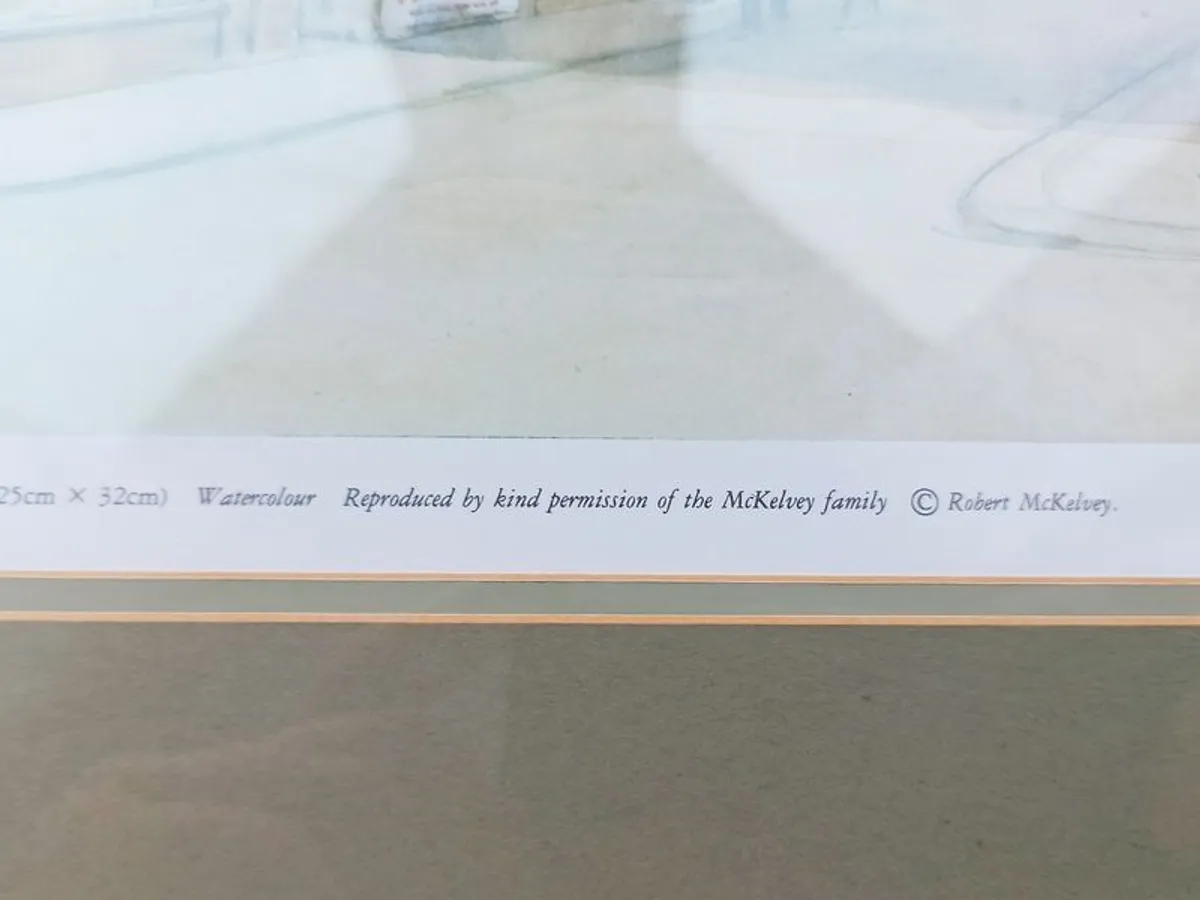 25cm × 32cm) Watercolour Reproduced by kind permission of the McKelvey family © Robert McKelvey.